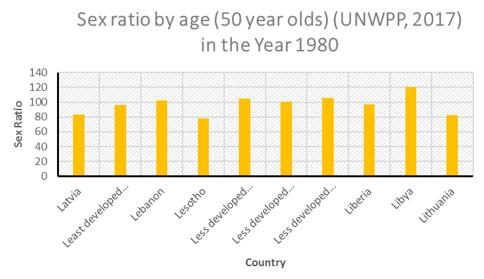 Sex ratio by age (50 year olds) (UNWPP, 2017)
in the Year 1980
140
120
100
80
60
40
20
0
Sex Ratio
Latvia
Least developed...
Lebanon
Lesotho
Less developed...
Less developed...
Less developed...
Liberia
Libya
Lithuania
Country